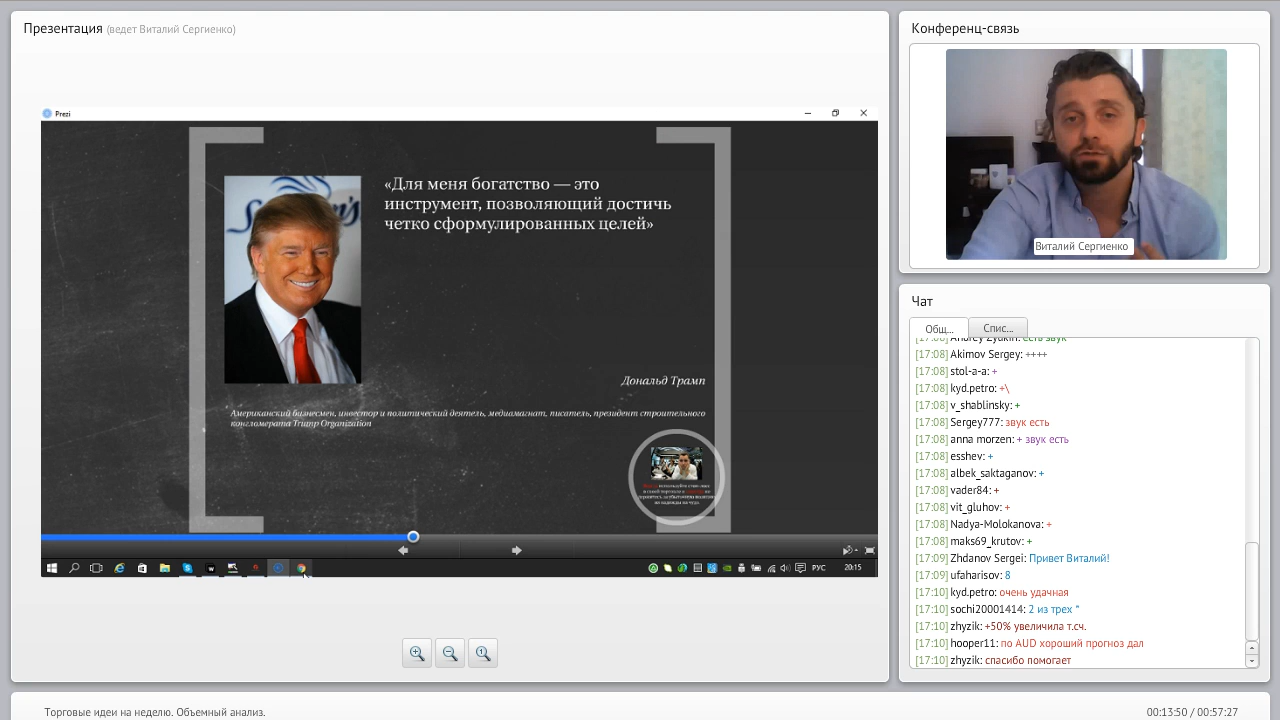 Презентация (ведет Виталий Сергиенко)
Prezi
«Для меня богатство — это
инструмент, позволяющий достичь
четко сформулированных целей»
Дональд Трамп
Американский бизнесмен, инвестор и политический деятель, медиамагнат, писатель, президент строительного
конгломерата Trump Organization
РУС
20:15
Конференц-связь
Виталий Сергиенко
Чат
Общ...
Спис...
[17:08] Andrey Zyukin: есть звук
[17:08] Akimov Sergey: ++++
[17:08] stol-a-a: +
[17:08] kyd.petro: +\
[17:08] v_shablinsky: +
[17:08] Sergey777: звук есть
[17:08] anna morzen: + звук есть
[17:08] esshev: +
[17:08] albek_saktaganov: +
[17:08] vader84: +
[17:08] vit_gluhov: +
[17:08] Nadya-Molokanova: +
[17:08] maks69_krutov: +
[17:09] Zhdanov Sergei: Привет Виталий!
[17:09] ufaharisov: 8
[17:10] kyd.petro: очень удачная
[17:10] sochi20001414: 2 из трех *
[17:10] zhyzik: +50% увеличила т.сч.
[17:10] hooper11: по AUD хороший прогноз дал
[17:10] zhyzik: спасибо помогает
Торговые идеи на неделю. Объемный анализ.
00:13:50 / 00:57:27